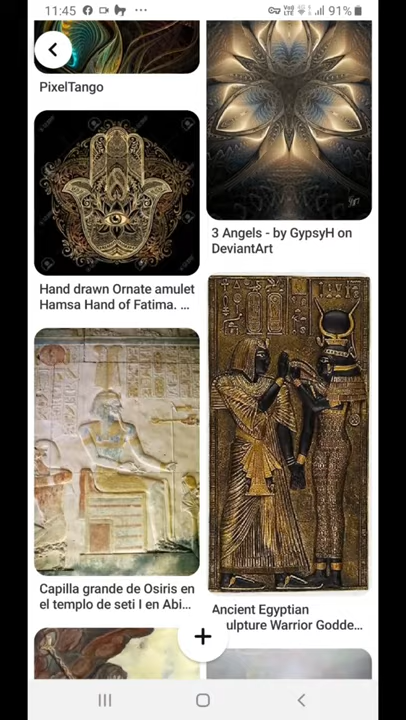 11:45
91%
PixelTango
3 Angels - by GypsyH on
DeviantArt
Hand drawn Ornate amulet
Hamsa Hand of Fatima. ...
Capilla grande de Osiris en
el templo de seti I en Abi...
Ancient Egyptian
ulpture Warrior Godde...